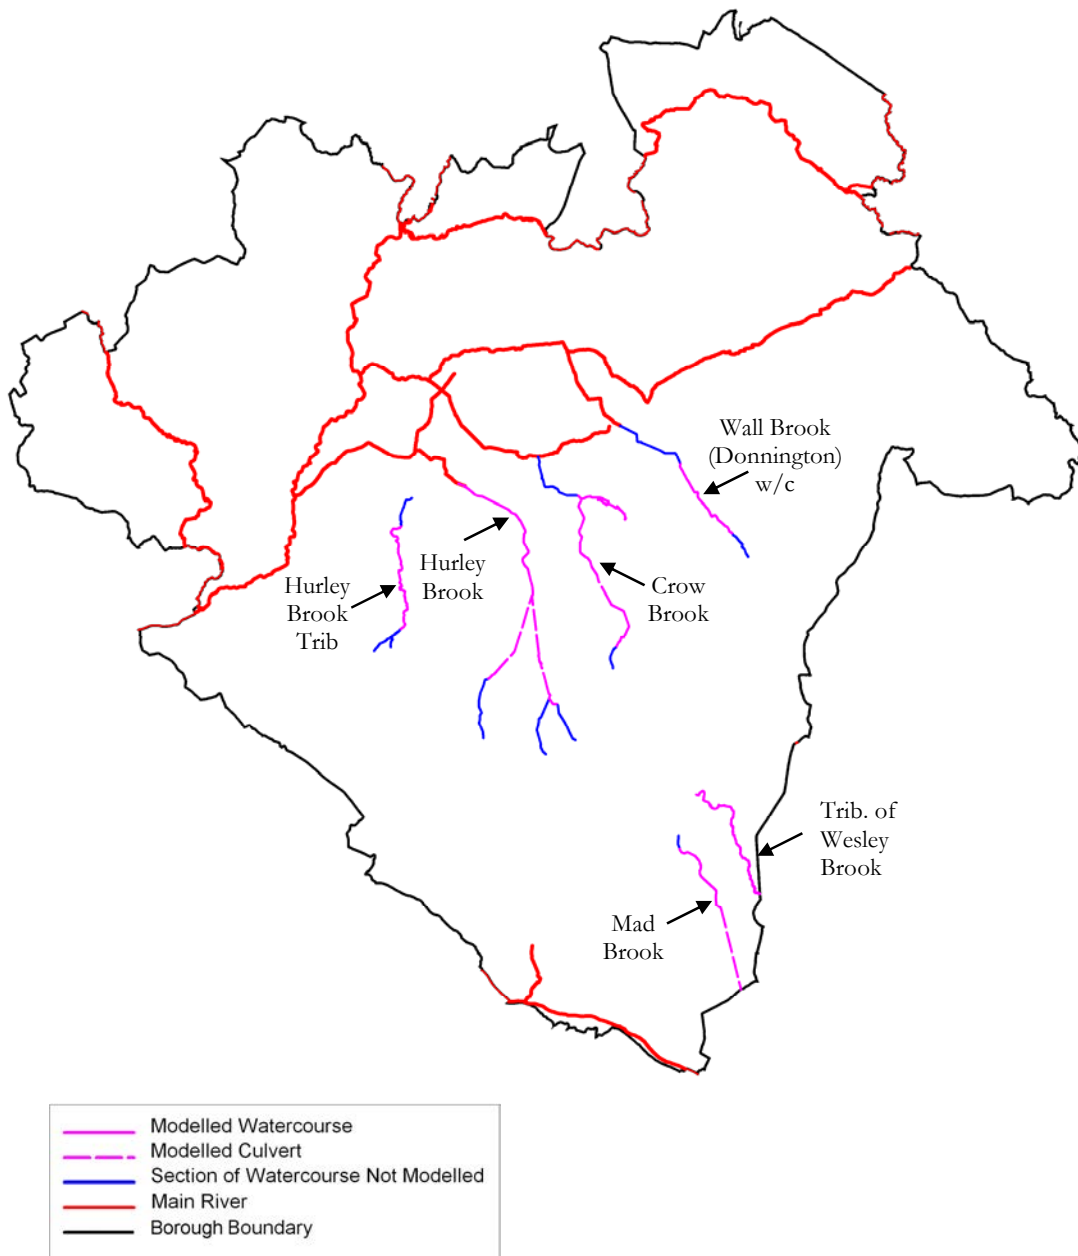 Wall Brook
(Donnington)
w/c
Hurley
Brook
Hurley
Brook
Trib
Crow
Brook
Trib. of
Wesley
Brook
Mad
Brook
Modelled Watercourse
Modelled Culvert
Section of Watercourse Not Modelled
Main River
Borough Boundary